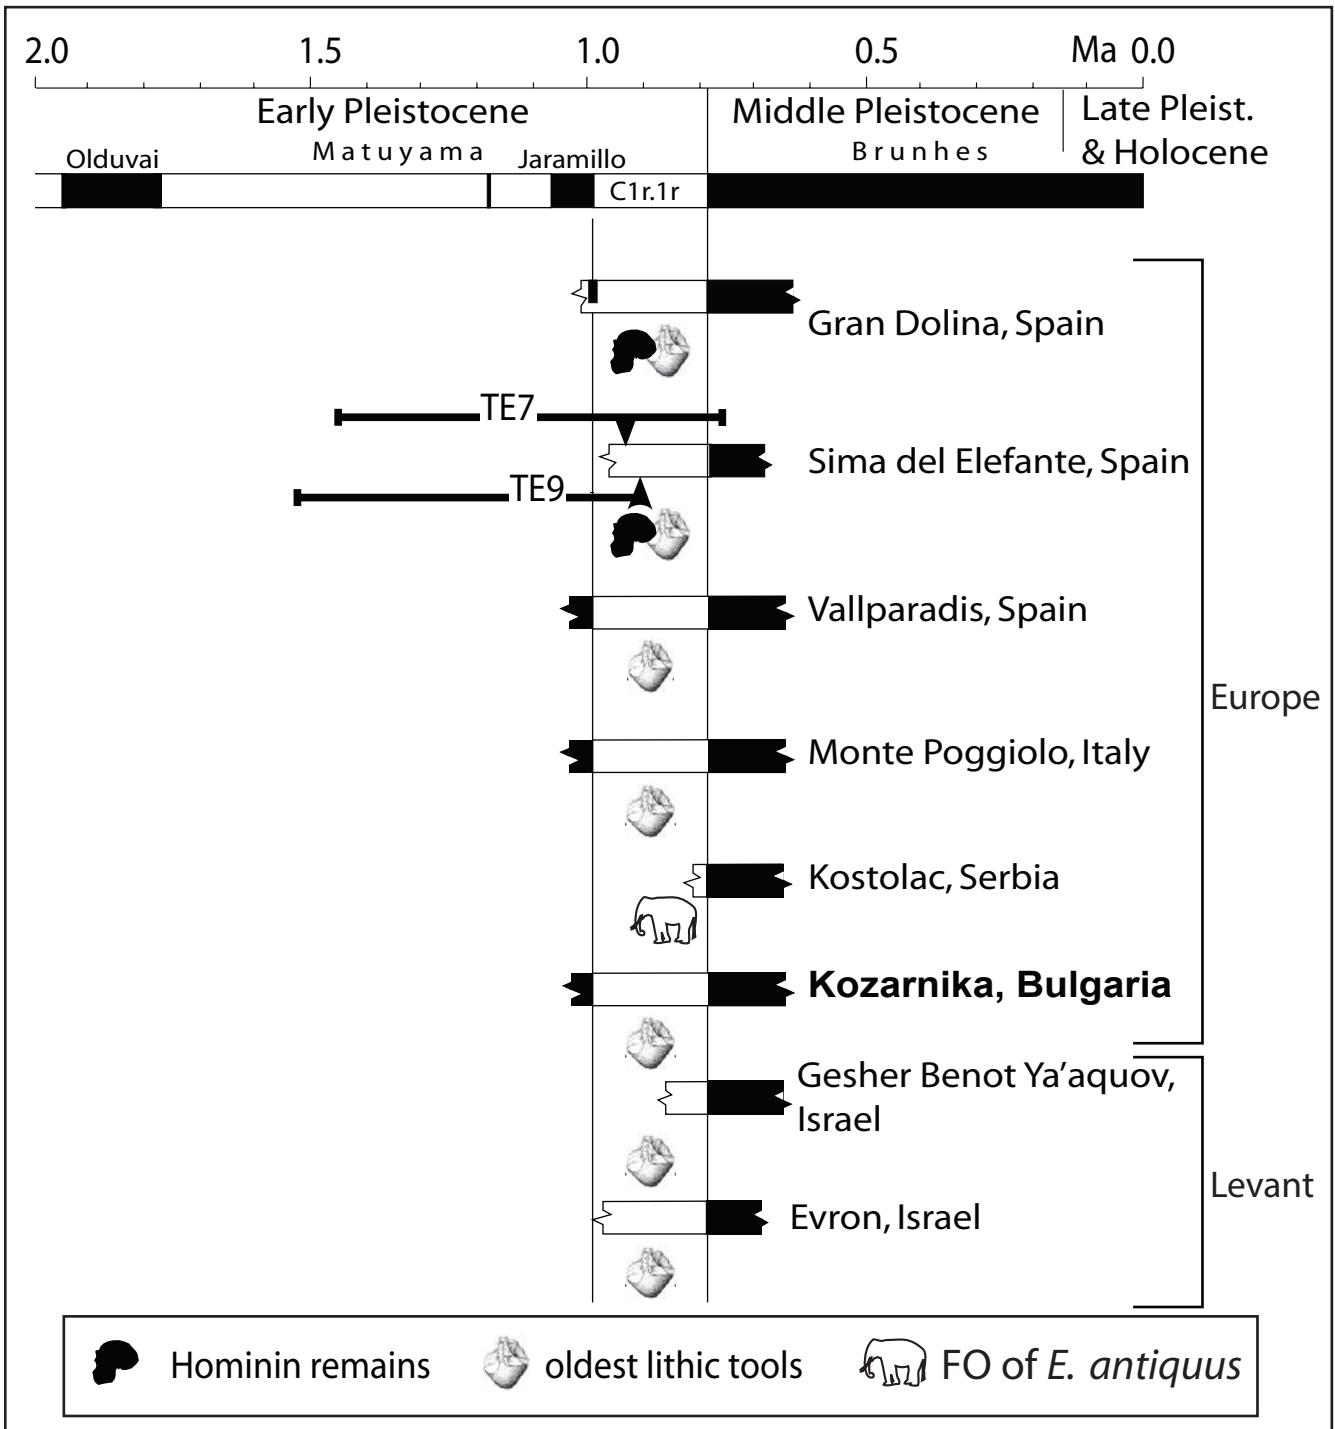 2.0 1.5 1.0 0.5 Ma 0.0
Early Pleistocene Middle Pleistocene Late Pleist.
& Holocene
Olduvai Matuyama Jaramillo Brunhes
C1r.1r
Gran Dolina, Spain
TE7
Sima del Elefante, Spain
TE9
Vallparadis, Spain
Europe
Monte Poggiolo, Italy
Kostolac, Serbia
Kozarnika, Bulgaria
Gesher Benot Ya’aquov,
Israel
Levant
Evron, Israel
Hominin remains oldest lithic tools FO of E. antiquus